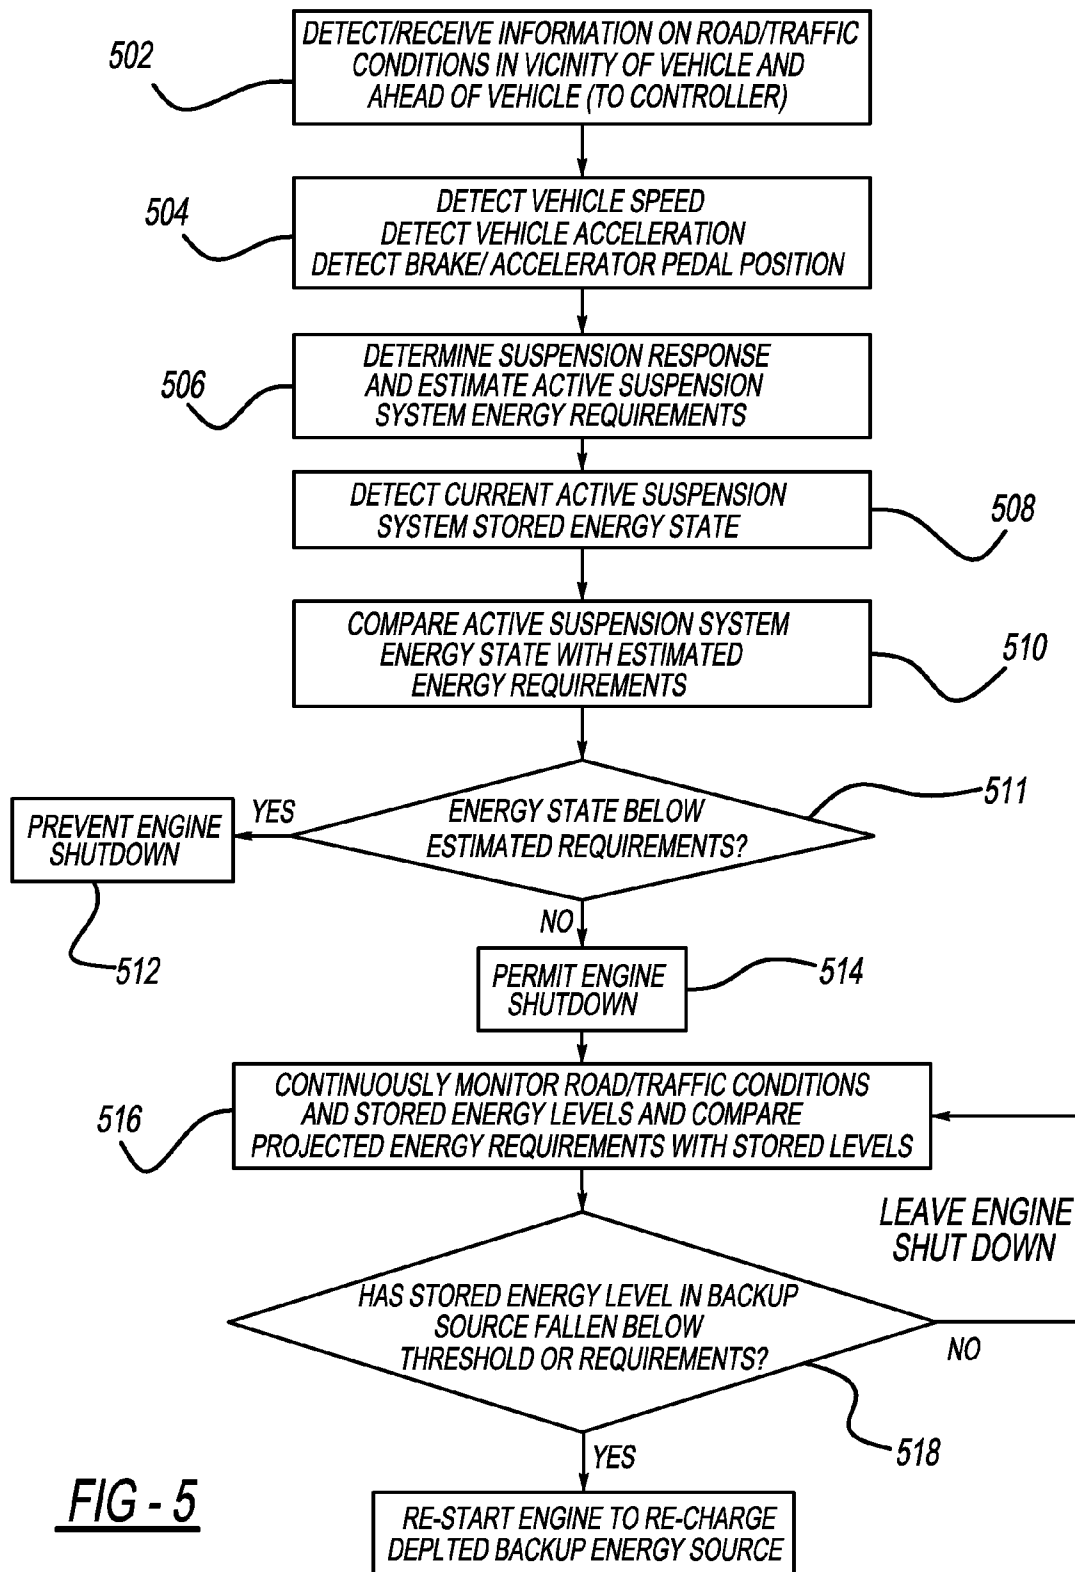 DETECT/RECEIVE INFORMATION ON ROAD/TRAFFIC
CONDITIONS IN VICINITY OF VEHICLE AND
AHEAD OF VEHICLE (TO CONTROLLER)
502
DETECT VEHICLE SPEED
DETECT VEHICLE ACCELERATION
DETECT BRAKE/ ACCELERATOR PEDAL POSITION
504
DETERMINE SUSPENSION RESPONSE
AND ESTIMATE ACTIVE SUSPENSION
SYSTEM ENERGY REQUIREMENTS
506
DETECT CURRENT ACTIVE SUSPENSION
SYSTEM STORED ENERGY STATE
508
COMPARE ACTIVE SUSPENSION SYSTEM
ENERGY STATE WITH ESTIMATED
ENERGY REQUIREMENTS
510
ENERGY STATE BELOW
ESTIMATED REQUIREMENTS?
511
YES
PREVENT ENGINE
SHUTDOWN
512
NO
PERMIT ENGINE
SHUTDOWN
514
CONTINUOUSLY MONITOR ROAD/TRAFFIC CONDITIONS
AND STORED ENERGY LEVELS AND COMPARE
PROJECTED ENERGY REQUIREMENTS WITH STORED LEVELS
516
LEAVE ENGINE
SHUT DOWN
HAS STORED ENERGY LEVEL IN BACKUP
SOURCE FALLEN BELOW
THRESHOLD OR REQUIREMENTS?
NO
518
YES
RE-START ENGINE TO RE-CHARGE
DEPLTED BACKUP ENERGY SOURCE
FIG - 5